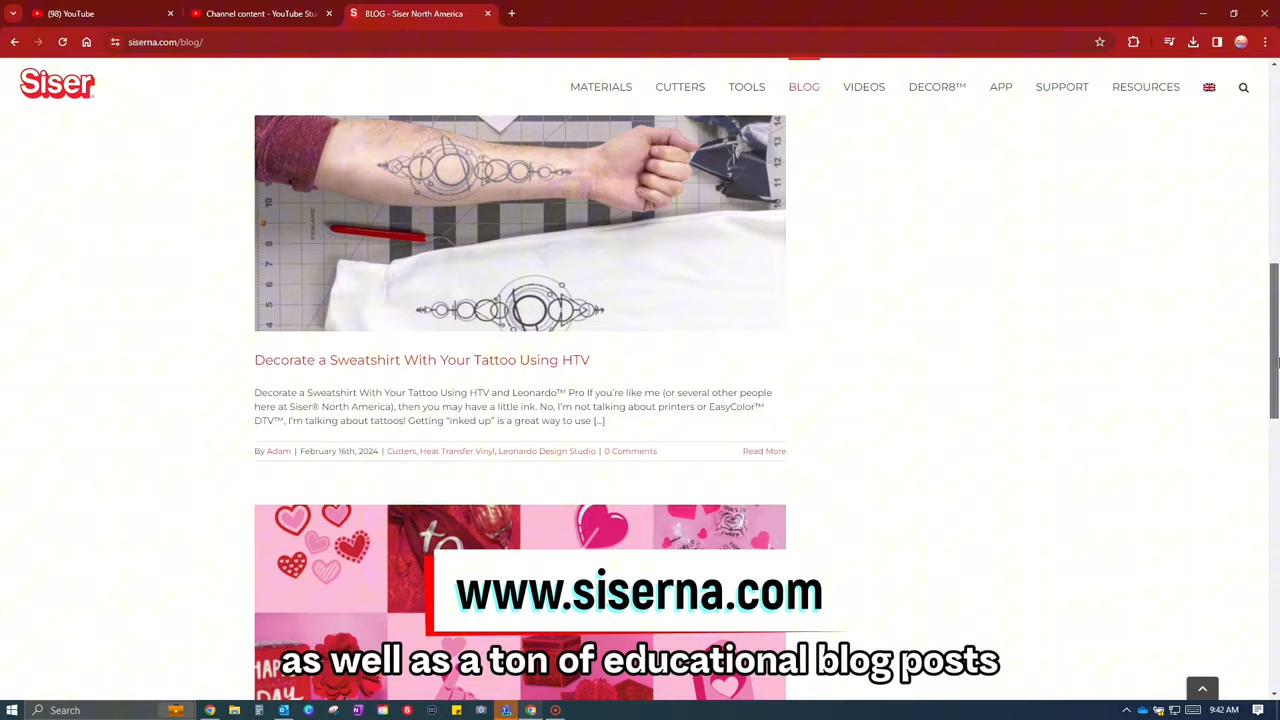 (98) YouTube
Channel content - YouTube Stu
BLOG - Siser North America
siserna.com/blog/
Siser
MATERIALS
CUTTERS
TOOLS
BLOG
VIDEOS
DECOR8™
APP
SUPPORT
RESOURCES
Decorate a Sweatshirt With Your Tattoo Using HTV
Decorate a Sweatshirt With Your Tattoo Using HTV and Leonardo™ Pro If you're like me (or several other people
here at Siser® North America), then you may have a little ink. No, I'm not talking about printers or EasyColor™
DTV™, I'm talking about tattoos! Getting "inked up" is a great way to use [...]
By Adam | February 16th, 2024 | Cutters, Heat Transfer Vinyl, Leonardo Design Studio | 0 Comments
Read More
www.siserna.com
as well as a ton of educational blog posts
Search
9:42 AM